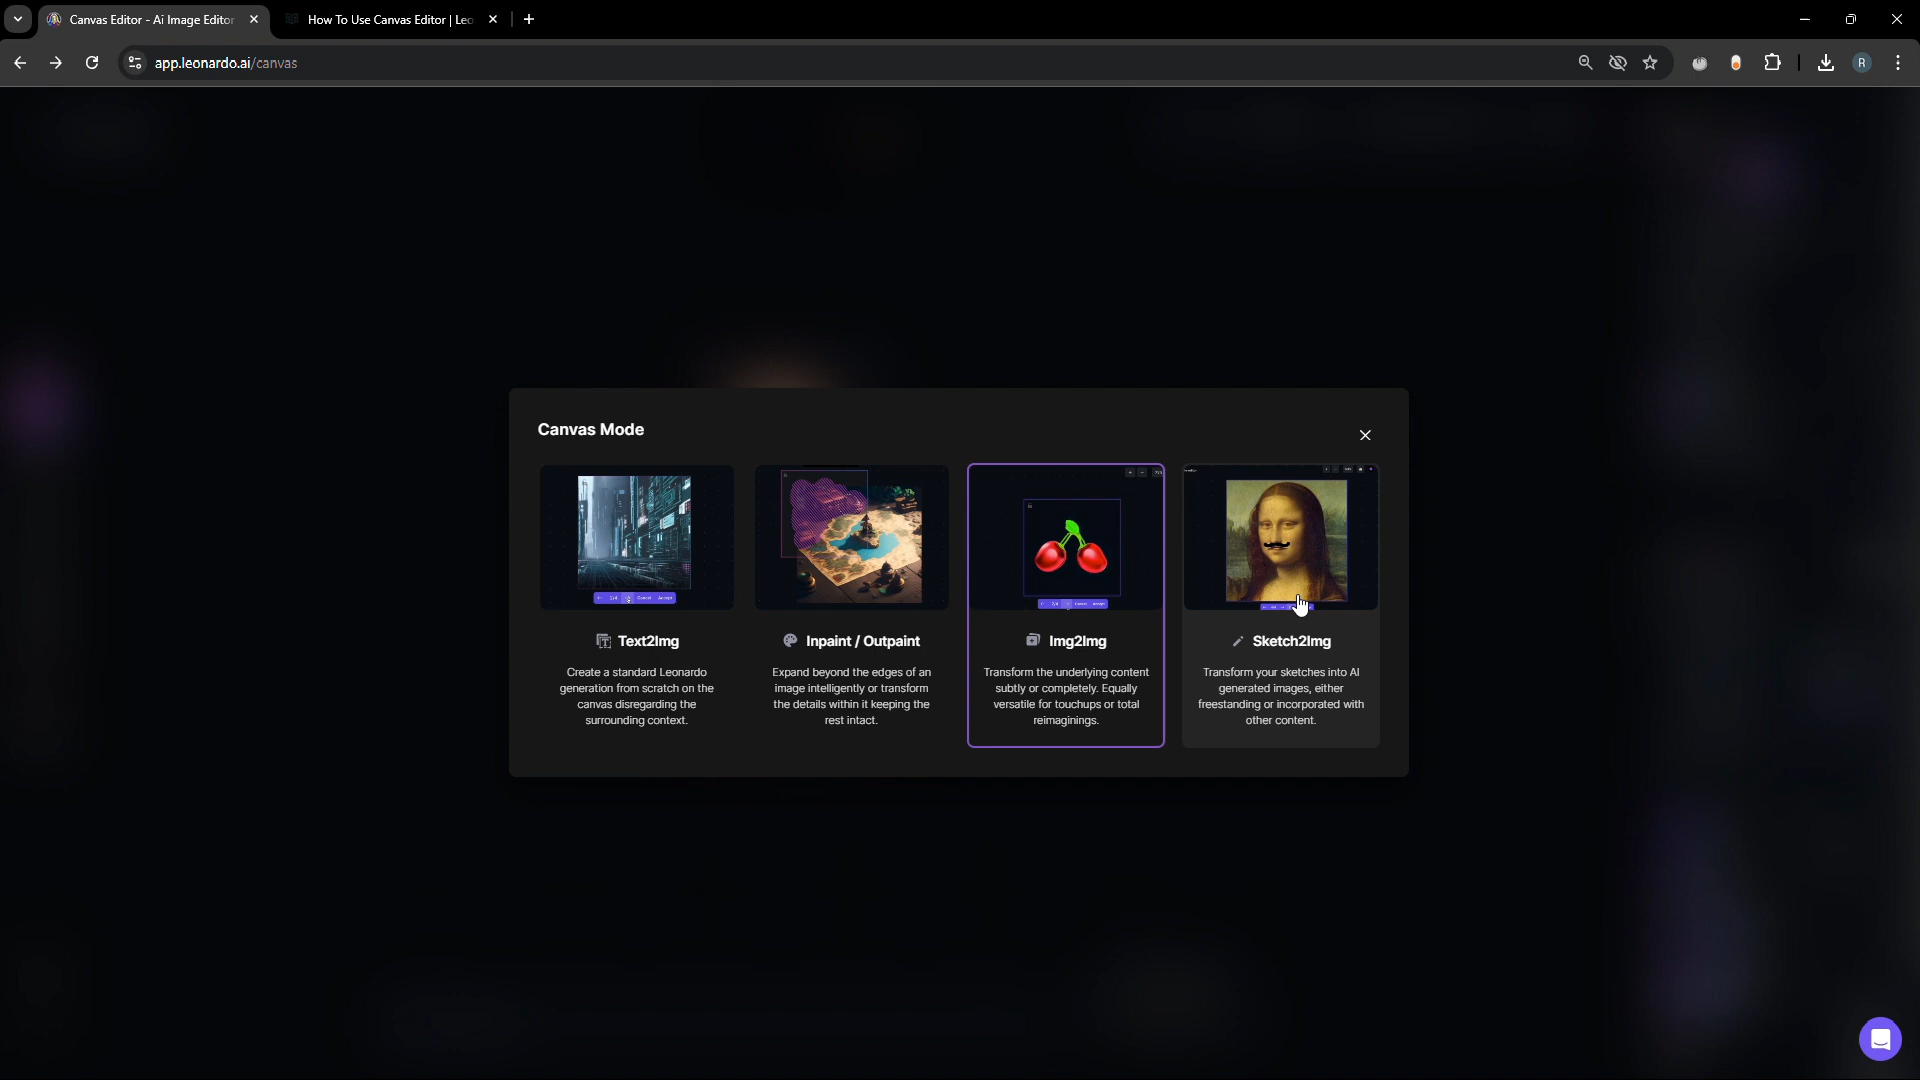 Canvas Editor - Ai Image Editor
How To Use Canvas Editor | Leo
app.leonardo.ai/canvas
R
Canvas Mode
Text2Img
Create a standard Leonardo
generation from scratch on the
canvas disregarding the
surrounding context.
Inpaint / Outpaint
Expand beyond the edges of an
image intelligently or transform
the details within it keeping the
rest intact.
Img2Img
Transform the underlying content
subtly or completely. Equally
versatile for touchups or total
reimaginings.
Sketch2Img
Transform your sketches into AI
generated images, either
freestanding or incorporated with
other content.